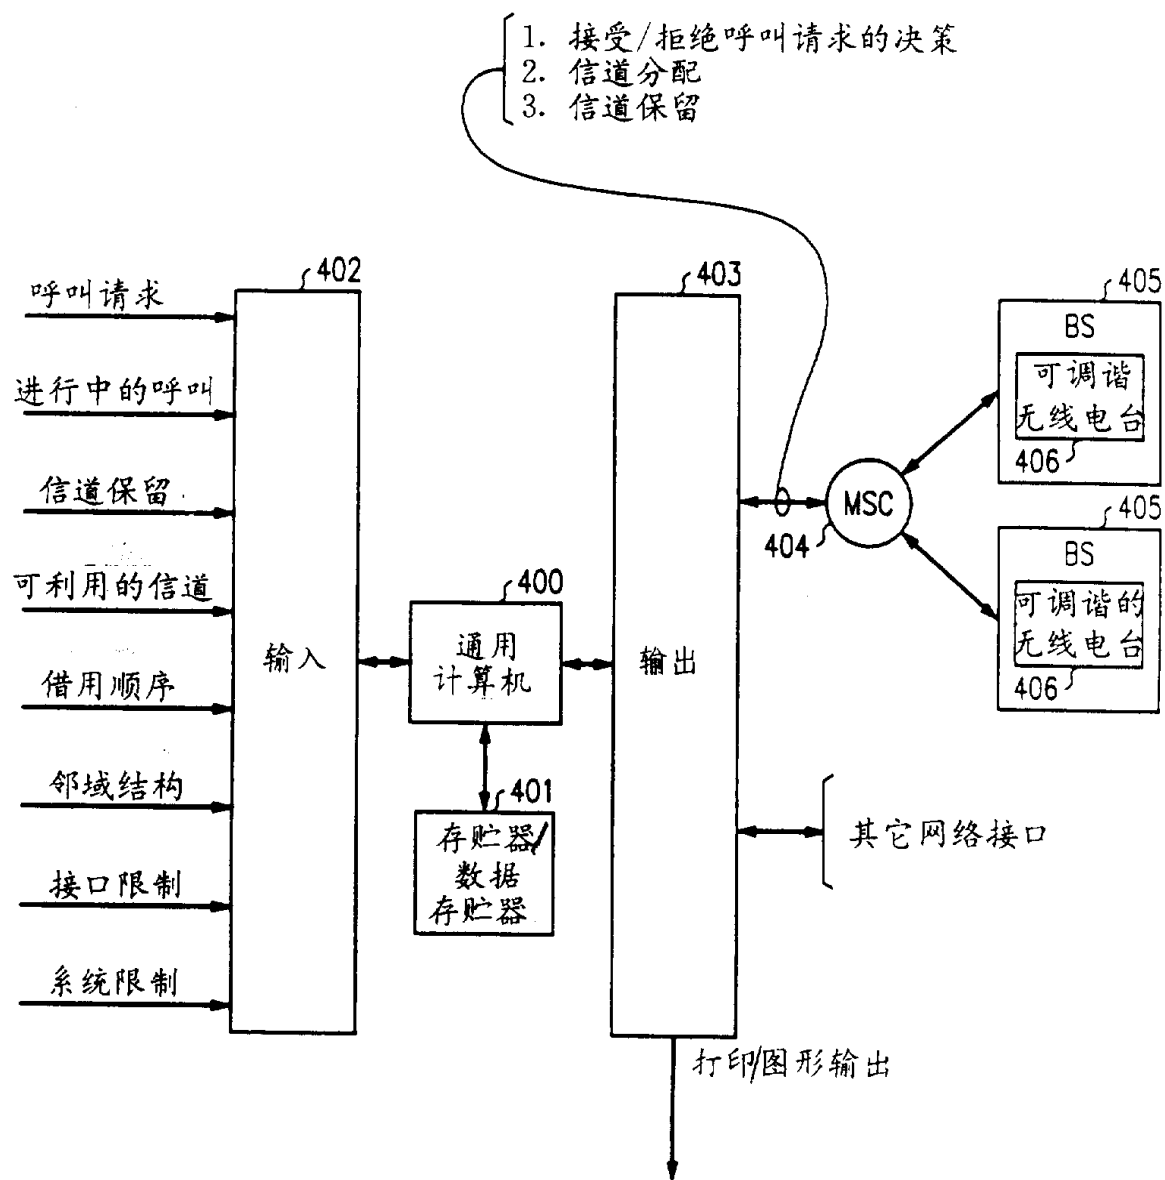 1. 接受/拒绝呼叫请求的决策
2. 信道分配
3. 信道保留
402
403
405
呼叫请求
进行中的呼叫
信道保留
可利用的信道
借用顺序
邻域结构
接口限制
系统限制
输入
400
通用
计算机
401
存贮器/
数据
存贮器
输出
MSC
404
BS
可调谐
无线电台
406
405
BS
可调谐的
无线电台
406
其它网络接口
打印/图形输出